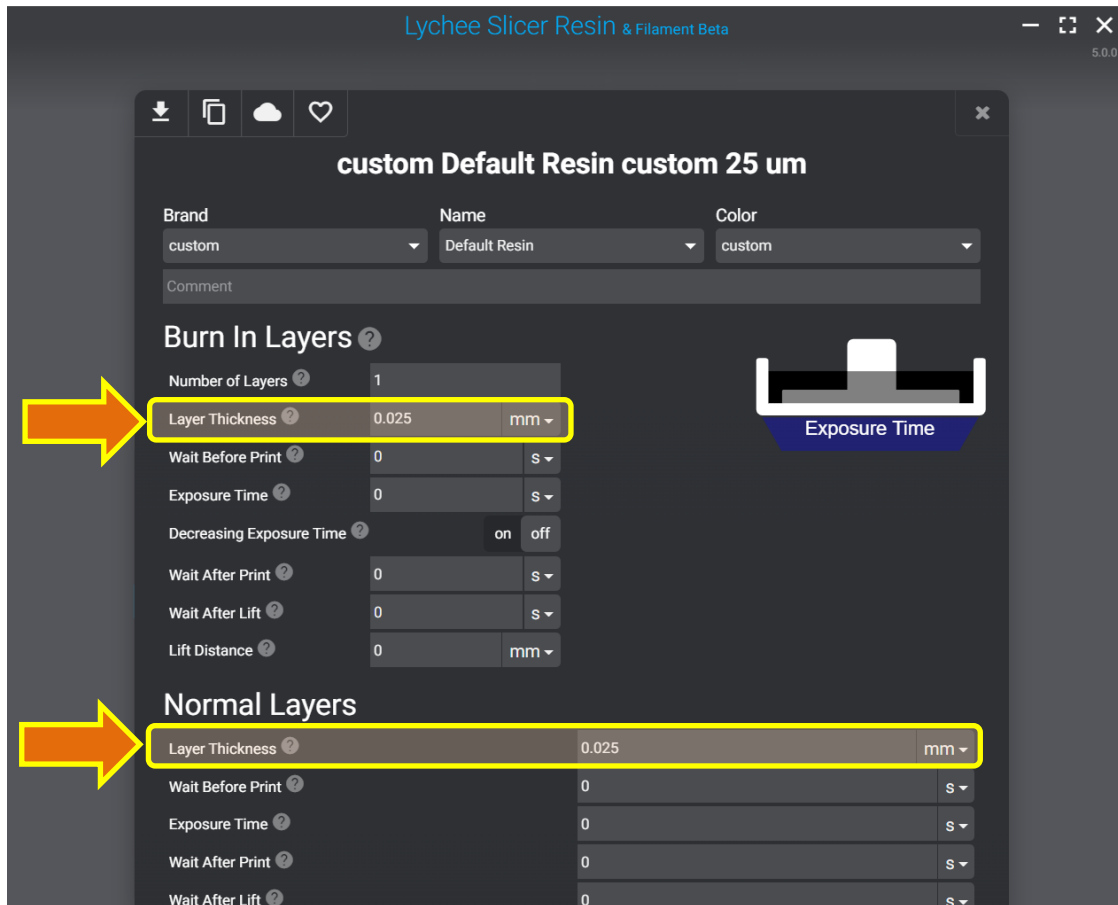 Lychee Slicer Resin & Filament Beta
5.0.0
custom Default Resin custom 25 um
Brand Name Color
custom Default Resin custom
Comment
Burn In Layers ?
Number of Layers ? 1
Layer Thickness ? 0.025 mm
Wait Before Print ? 0 s
Exposure Time ? 0 s
Decreasing Exposure Time ? on off
Wait After Print ? 0 s
Wait After Lift ? 0 s
Lift Distance ? 0 mm
Exposure Time
Normal Layers
Layer Thickness ? 0.025 mm
Wait Before Print ? 0 s
Exposure Time ? 0 s
Wait After Print ? 0 s
Wait After Lift ? 0 s